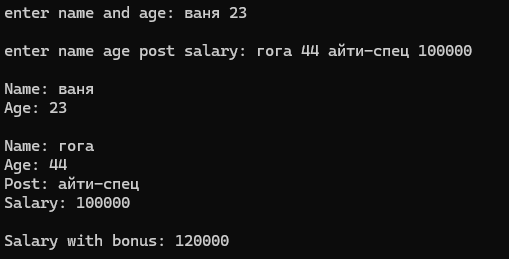 enter name and age: ваня 23
enter name age post salary: гога 44 айти-спец 100000
Name: ваня
Age: 23
Name: гога
Age: 44
Post: айти-спец
Salary: 100000
Salary with bonus: 120000